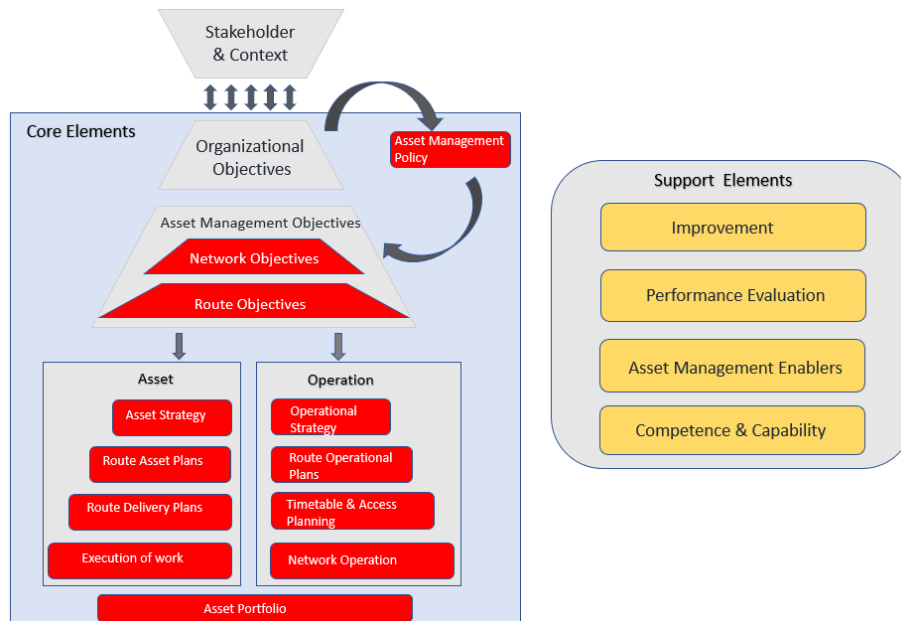 Stakeholder
& Context
Core Elements
Organizational
Objectives
Asset Management
Policy
Asset Management Objectives
Network Objectives
Route Objectives
Asset
Asset Strategy
Route Asset Plans
Route Delivery Plans
Execution of work
Operation
Operational
Strategy
Route Operational
Plans
Timetable & Access
Planning
Network Operation
Asset Portfolio
Support Elements
Improvement
Performance Evaluation
Asset Management Enablers
Competence & Capability